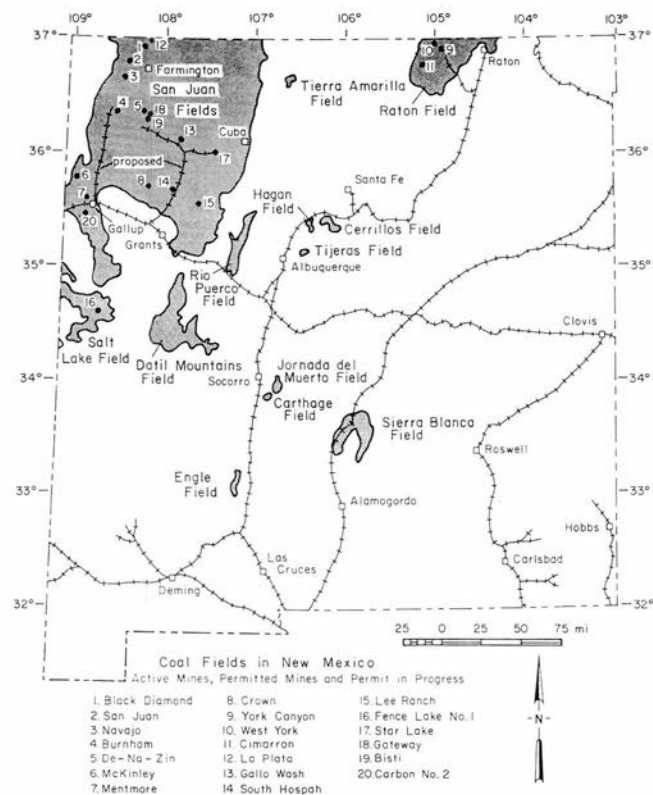 109° 108° 107° 106° 105° 104° 103°
37° 37°
1 12
2 Farmington
3
San Juan
Fields
4 5 18
19
13
Cuba
17
proposed
6
8 14
7
15
20
Gallup
Grants
10 9
11
Raton
Raton Field
Tierra Amarilla
Field
36° 36°
Santa Fe
Hagan
Field
Cerrillos Field
Tijeras Field
Albuquerque
35° 35°
Rio
Puerco
Field
16
Salt
Lake Field
Datil Mountains
Field
Clovis
34° 34°
Socorro
Jornada del
Muerto Field
Carthage
Field
Sierra Blanca
Field
Roswell
Engle
Field
33° 33°
Alamogordo
Hobbs
Las
Cruces
Carlsbad
Deming
32° 32°
25 0 25 50 75 mi
Coal Fields in New Mexico
Active Mines, Permitted Mines and Permit in Progress
1. Black Diamond
2. San Juan
3 Navajo
4 Burnham
5 De-Na-Zin
6. McKinley
7. Mentmore
8. Crown
9. York Canyon
10. West York
11. Cimarron
12. La Plata
13. Gallo Wash
14 South Hospah
15. Lee Ranch
16. Fence Lake No. 1
17. Star Lake
18. Gateway
19. Bisti
20. Carbon No. 2
-N-